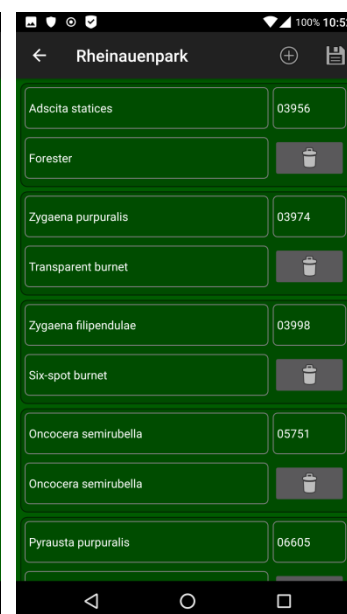 100% 10:5
Rheinauenpark
Adscita statices 03956
Forester
Zygaena purpuralis 03974
Transparent burnet
Zygaena filipendulae 03998
Six-spot burnet
Oncocera semirubella 05751
Oncocera semirubella
Pyrausta purpuralis 06605